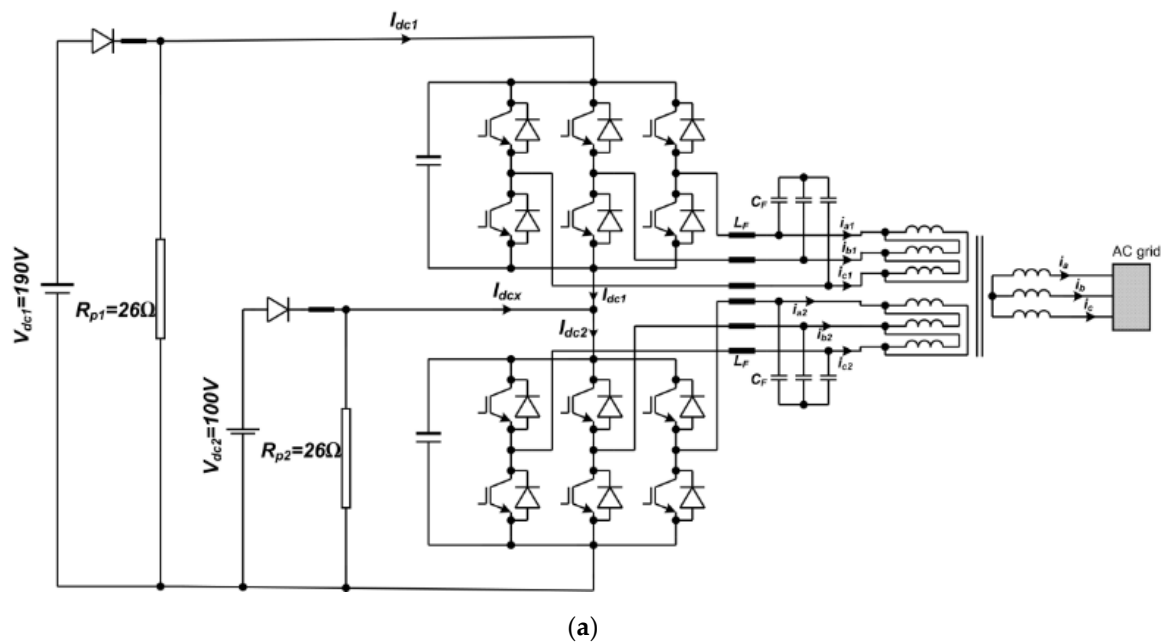 I_dc1
C_F
L_F
i_a1
i_b1
i_c1
AC grid
i_a
i_b
i_c
V_dc1=190V
R_p1=26Ω
I_dcx
I_dc1
I_dc2
i_a2
i_b2
i_c2
L_F
C_F
V_dc2=100V
R_p2=26Ω
(a)